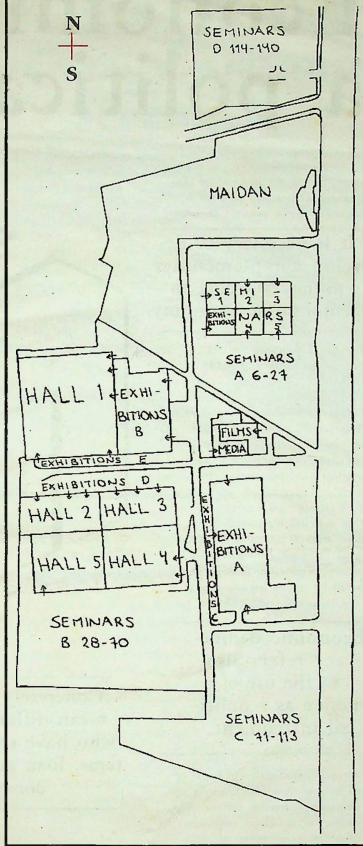 N
S
SEMINARS
D 114-140
MAIDAN
SE MI –
1 2 3
EXHI- NA RS
BITIONS 4 5
SEMINARS
A 6-27
HALL 1
EXHI-
BITIONS
B
FILMS
MEDIA
EXHIBITIONS E
EXHIBITIONS D
HALL 2 HALL 3
HALL 5 HALL 4
EXHIBITIONS C
EXHI-
BITIONS
A
SEMINARS
B 28-70
SEMINARS
C 71-113